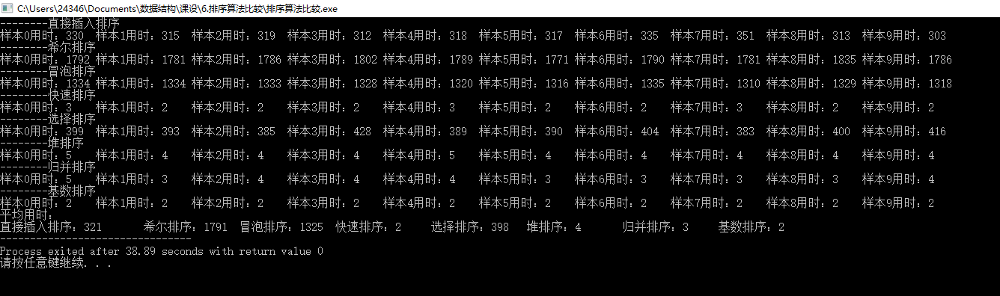 C:\Users\24346\Documents\数据结构\课设\6.排序算法比较\排序算法比较.exe
--------直接插入排序
样本0用时：330 样本1用时：315 样本2用时：319 样本3用时：312 样本4用时：318 样本5用时：317 样本6用时：335 样本7用时：351 样本8用时：313 样本9用时：303
--------希尔排序
样本0用时：1792 样本1用时：1781 样本2用时：1786 样本3用时：1802 样本4用时：1789 样本5用时：1771 样本6用时：1790 样本7用时：1781 样本8用时：1835 样本9用时：1786
--------冒泡排序
样本0用时：1334 样本1用时：1334 样本2用时：1333 样本3用时：1328 样本4用时：1320 样本5用时：1316 样本6用时：1335 样本7用时：1310 样本8用时：1329 样本9用时：1318
--------快速排序
样本0用时：3 样本1用时：2 样本2用时：2 样本3用时：2 样本4用时：3 样本5用时：2 样本6用时：2 样本7用时：3 样本8用时：2 样本9用时：2
--------选择排序
样本0用时：399 样本1用时：393 样本2用时：385 样本3用时：428 样本4用时：389 样本5用时：390 样本6用时：404 样本7用时：383 样本8用时：400 样本9用时：416
--------堆排序
样本0用时：5 样本1用时：4 样本2用时：4 样本3用时：4 样本4用时：5 样本5用时：4 样本6用时：4 样本7用时：4 样本8用时：4 样本9用时：4
--------归并排序
样本0用时：5 样本1用时：3 样本2用时：4 样本3用时：4 样本4用时：4 样本5用时：3 样本6用时：3 样本7用时：3 样本8用时：3 样本9用时：4
--------基数排序
样本0用时：2 样本1用时：2 样本2用时：2 样本3用时：2 样本4用时：2 样本5用时：2 样本6用时：2 样本7用时：2 样本8用时：2 样本9用时：2
平均用时：
直接插入排序：321 希尔排序：1791 冒泡排序：1325 快速排序：2 选择排序：398 堆排序：4 归并排序：3 基数排序：2
--------------------------------
Process exited after 38.89 seconds with return value 0
请按任意键继续. . .